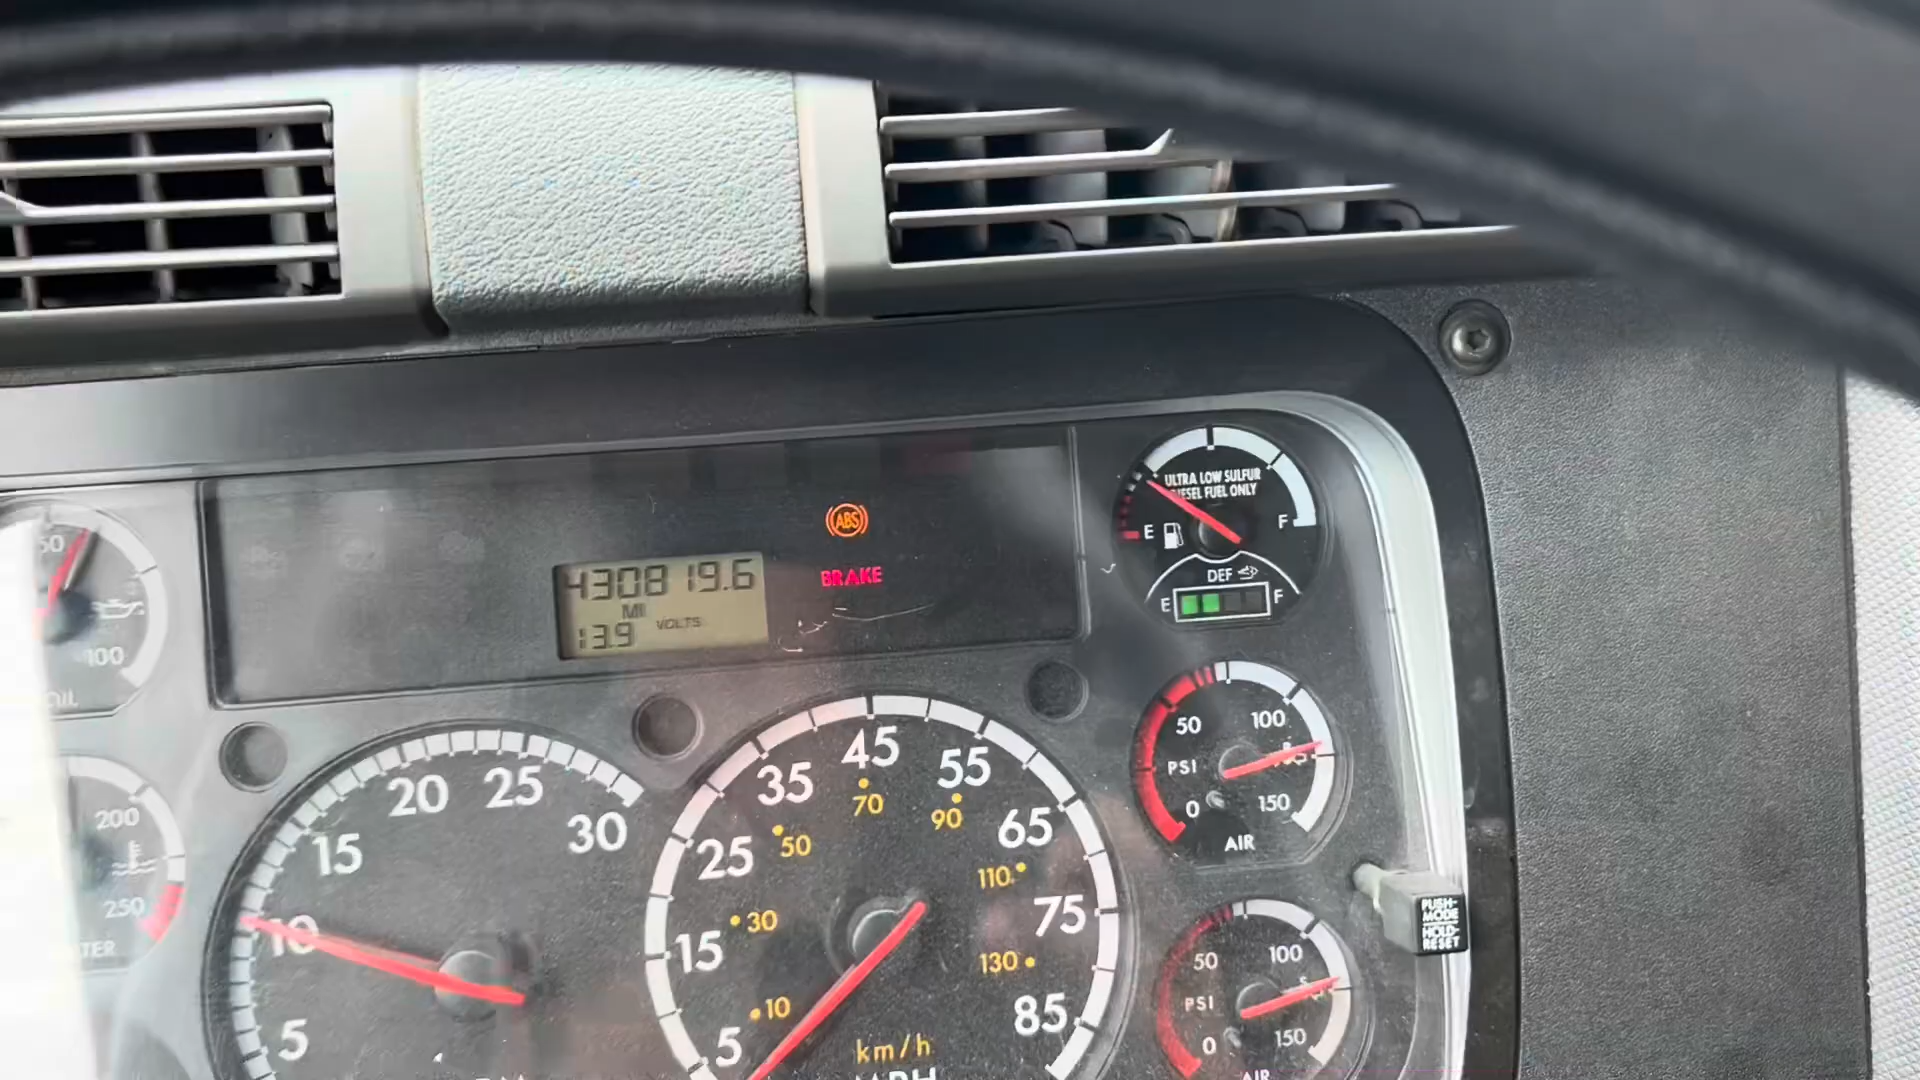 ABS
BRAKE
430819.6
MI
13.9 VOLTS
ULTRA LOW SULFUR
DIESEL FUEL ONLY
E F
DEF
E F
50
100
OIL
200
250
5
10
15
20
25
30
5
15
25
35
45
55
65
75
85
10
30
50
70
90
110
130
km/h
MPH
50 100
PSI
0 150
AIR
50 100
PSI
0 150
AIR
PUSH-
MODE
HOLD-
RESET